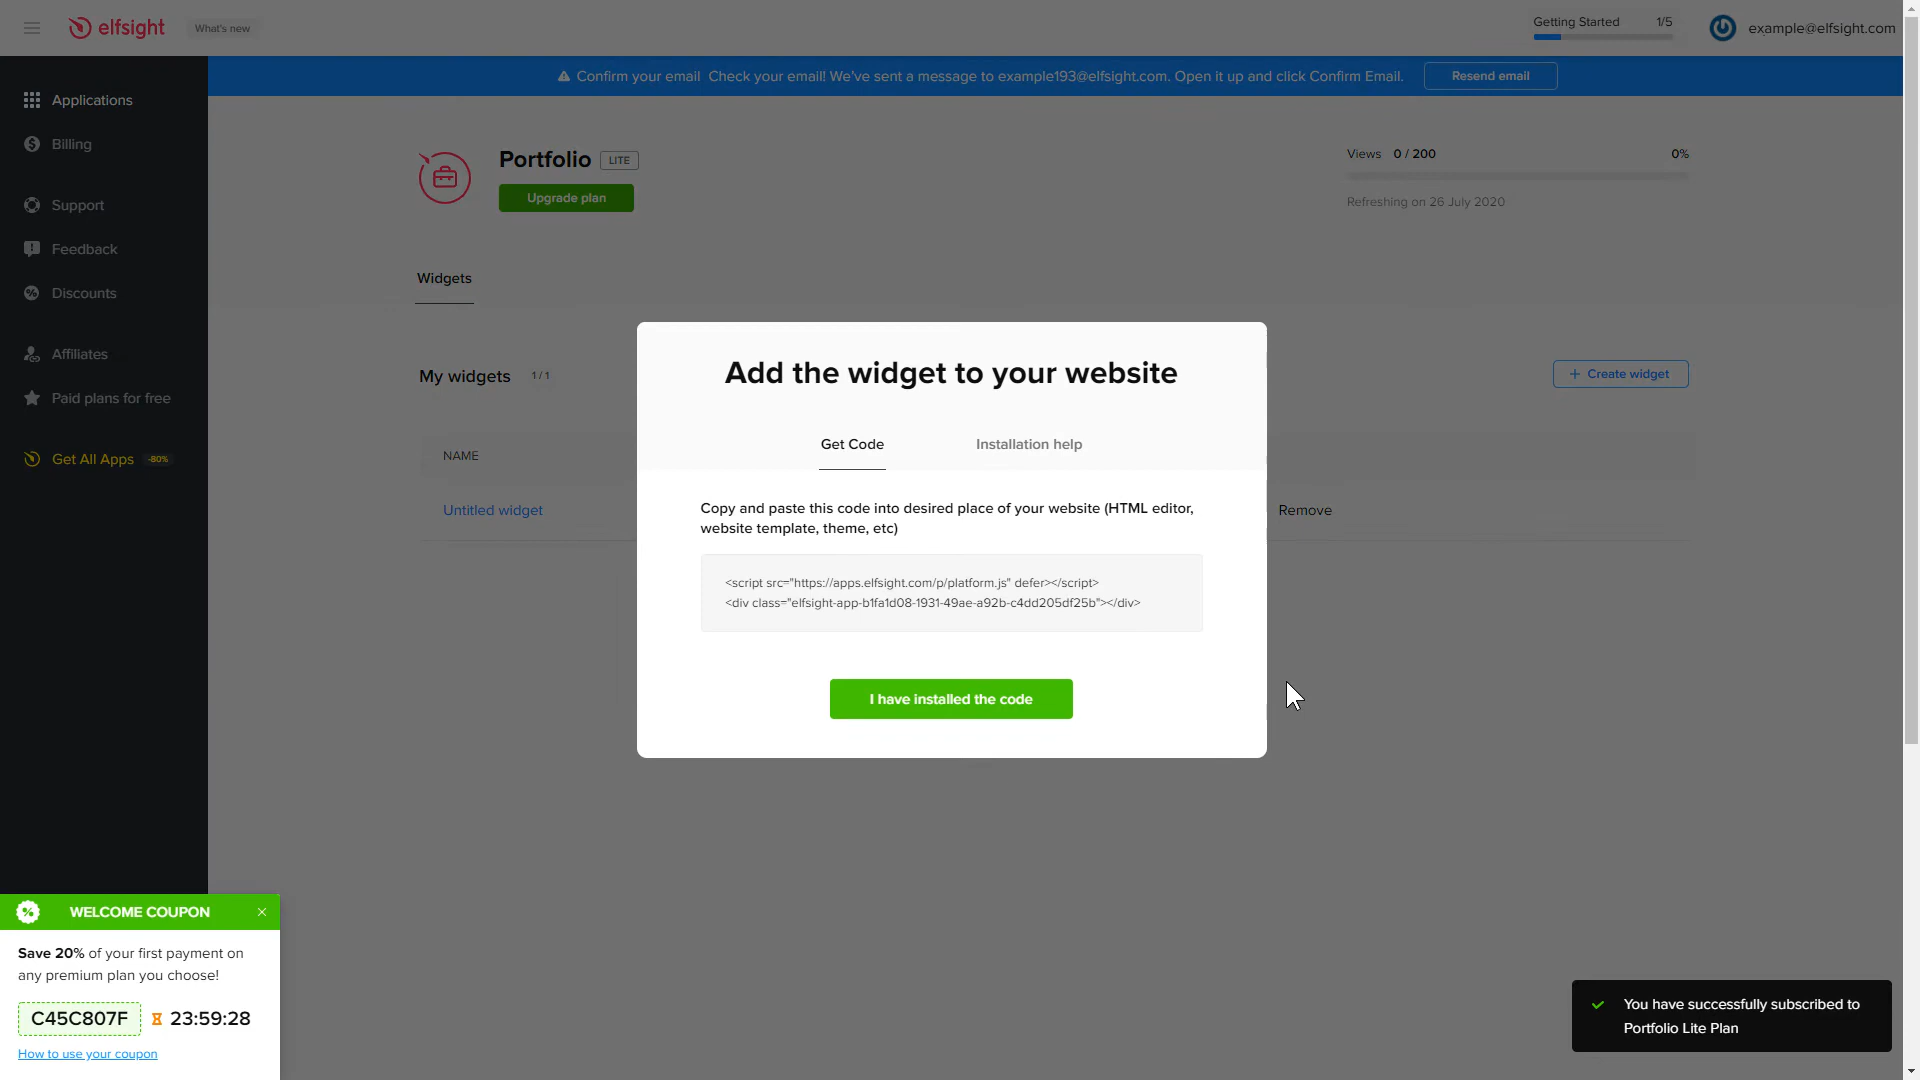 elfsight
What's new
Getting Started 1/5
example@elfsight.com
Confirm your email Check your email! We've sent a message to example193@elfsight.com. Open it up and click Confirm Email.
Resend email
Applications
Billing
Support
Feedback
Discounts
Affiliates
Paid plans for free
Get All Apps -80%
Portfolio LITE
Upgrade plan
Views 0 / 200 0%
Refreshing on 26 July 2020
Widgets
My widgets 1 / 1
+ Create widget
NAME
Untitled widget
Remove
Add the widget to your website
Get Code
Installation help
Copy and paste this code into desired place of your website (HTML editor,
website template, theme, etc)
<script src="https://apps.elfsight.com/p/platform.js" defer></script>
<div class="elfsight-app-b1fa1d08-1931-49ae-a92b-c4dd205df25b"></div>
I have installed the code
WELCOME COUPON
Save 20% of your first payment on
any premium plan you choose!
C45C807F 23:59:28
How to use your coupon
You have successfully subscribed to
Portfolio Lite Plan